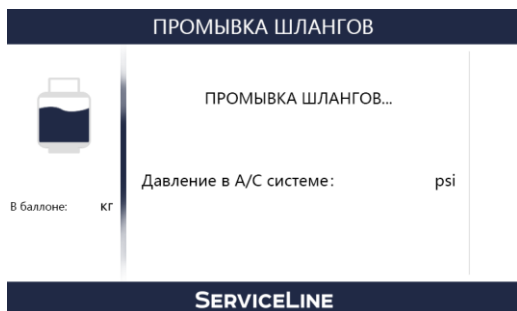 ПРОМЫВКА ШЛАНГОВ
ПРОМЫВКА ШЛАНГОВ...
Давление в A/C системе: psi
В баллоне: кг
SERVICELINE